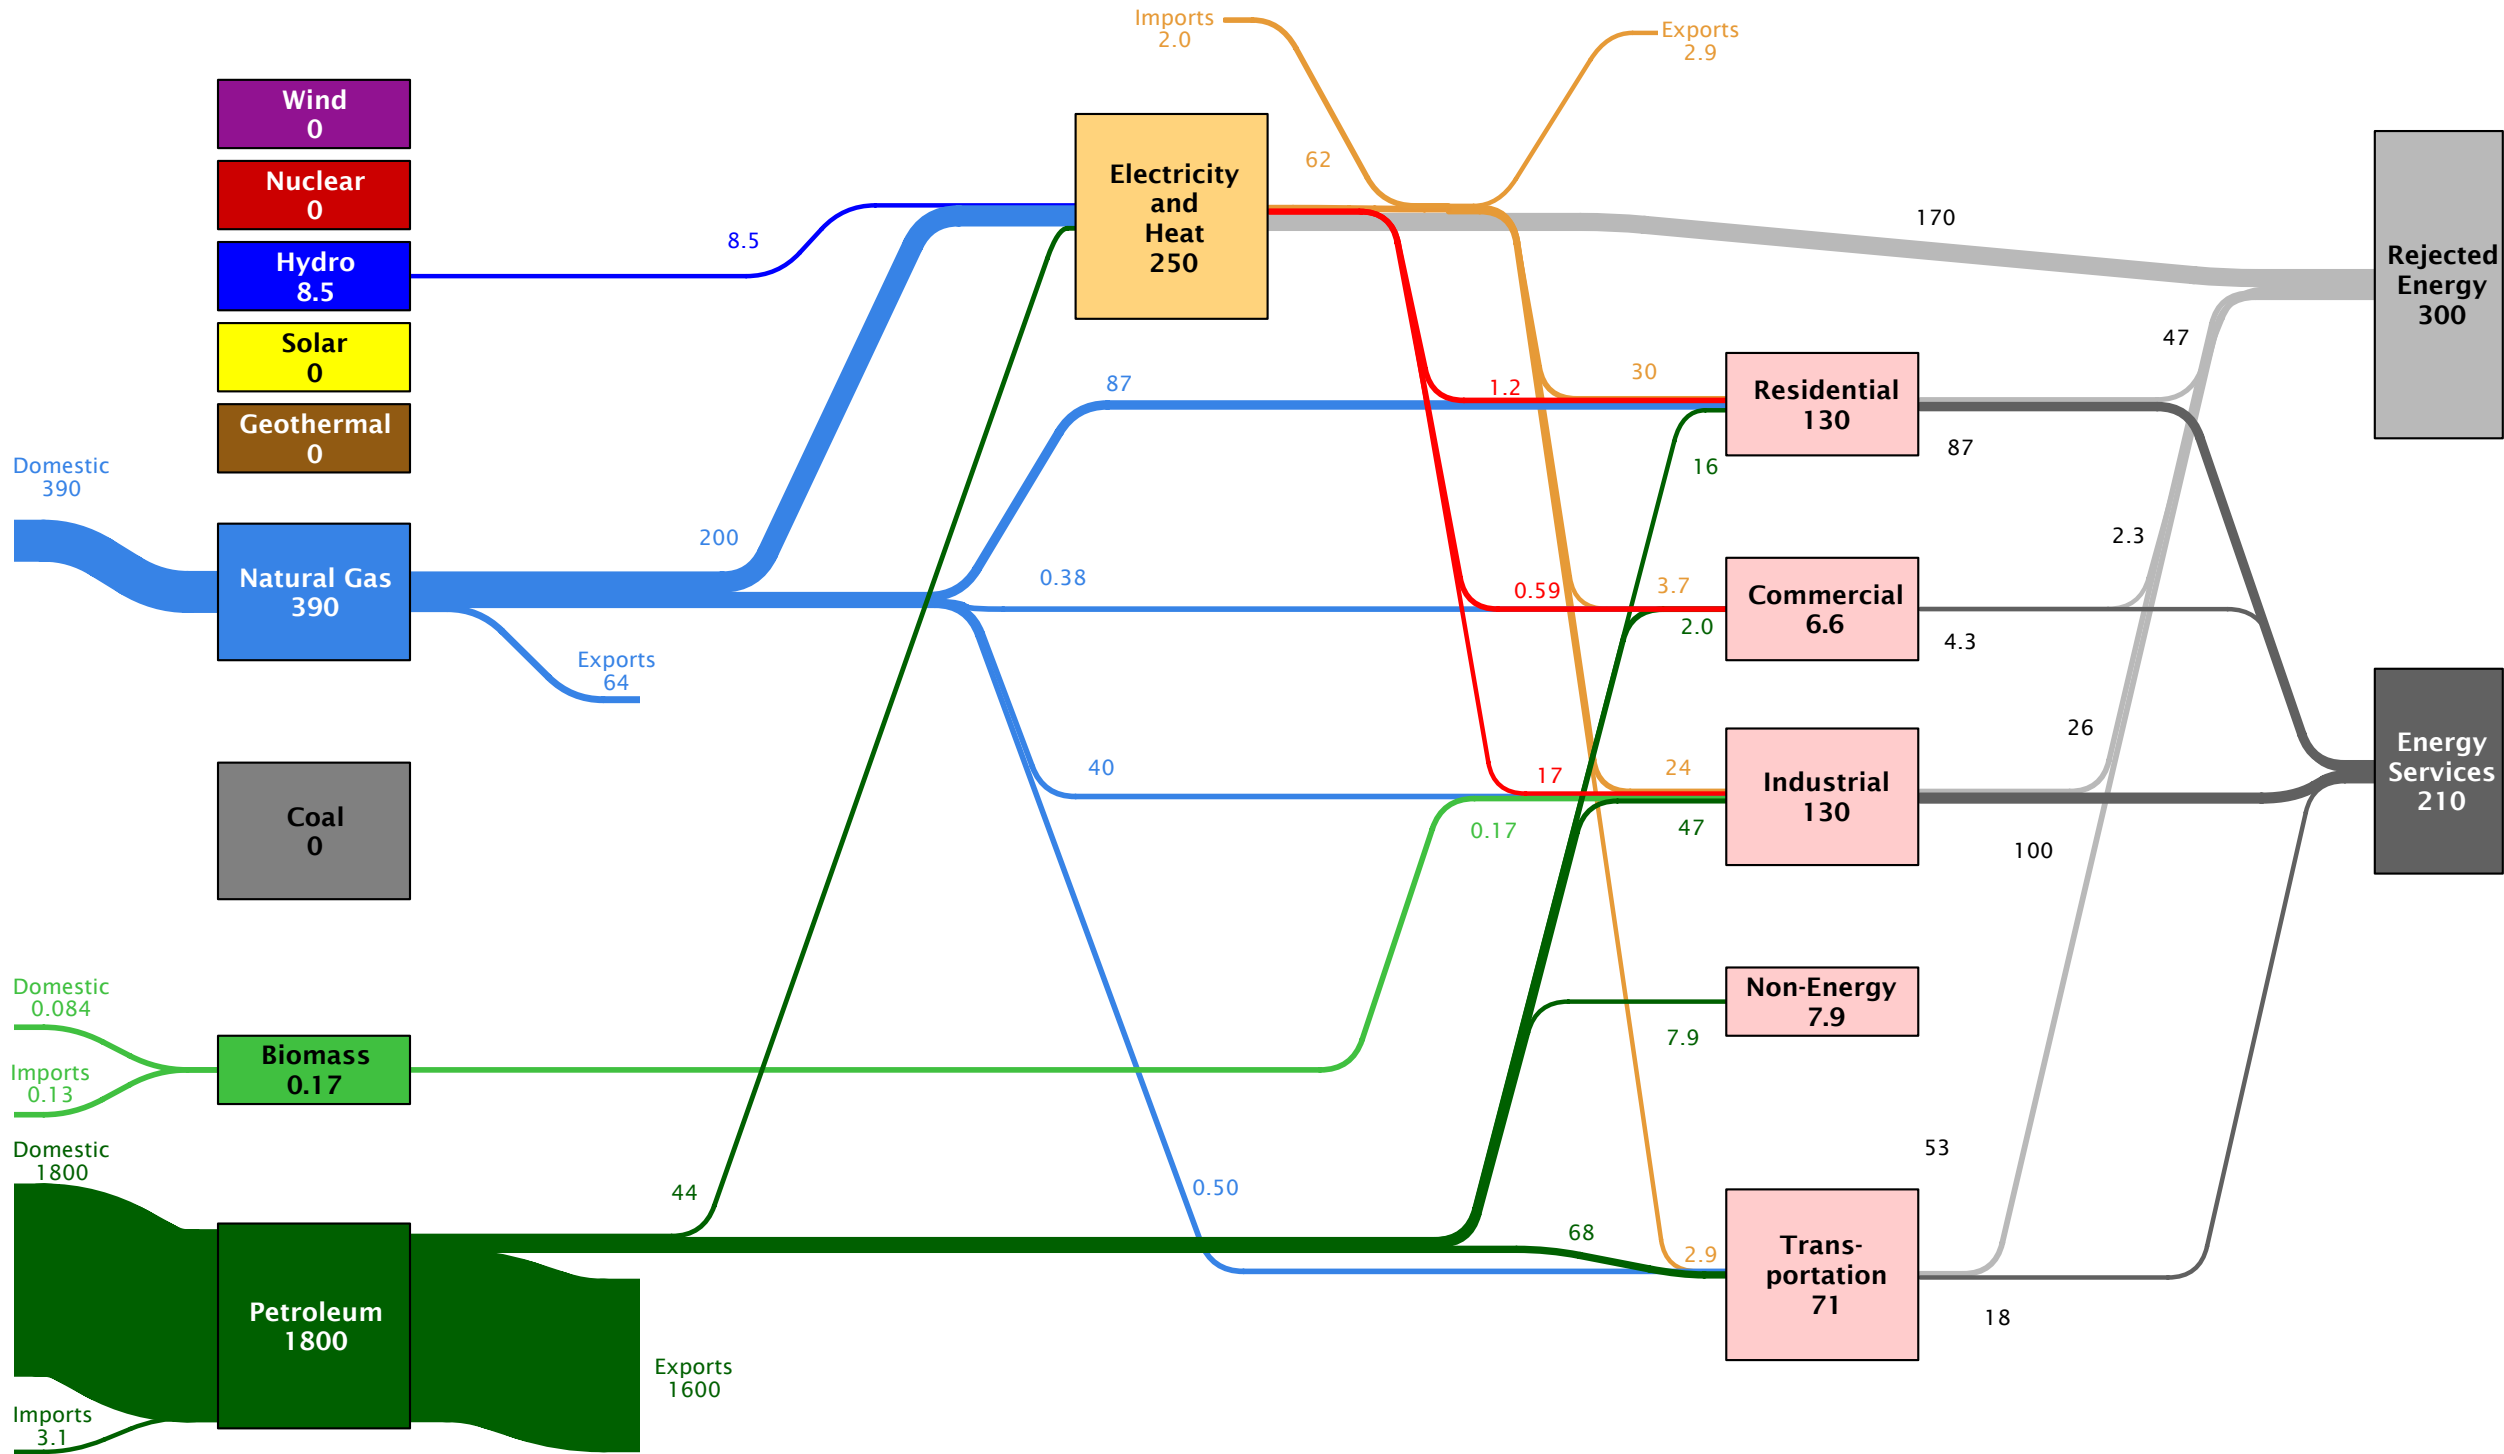 Imports
2.0
Exports
2.9
Wind
0
Nuclear
0
Hydro
8.5
Solar
0
Geothermal
0
8.5
Electricity
and
Heat
250
62
170
Rejected
Energy
300
47
Domestic
390
Natural Gas
390
200
Exports
64
87
0.38
40
0.50
1.2
30
16
Residential
130
87
0.59
3.7
2.0
Commercial
6.6
2.3
4.3
17
24
0.17
47
Industrial
130
26
100
Energy
Services
210
Coal
0
Domestic
0.084
Imports
0.13
Biomass
0.17
Non-Energy
7.9
7.9
Domestic
1800
Imports
3.1
Petroleum
1800
44
Exports
1600
68
2.9
Trans-
portation
71
53
18